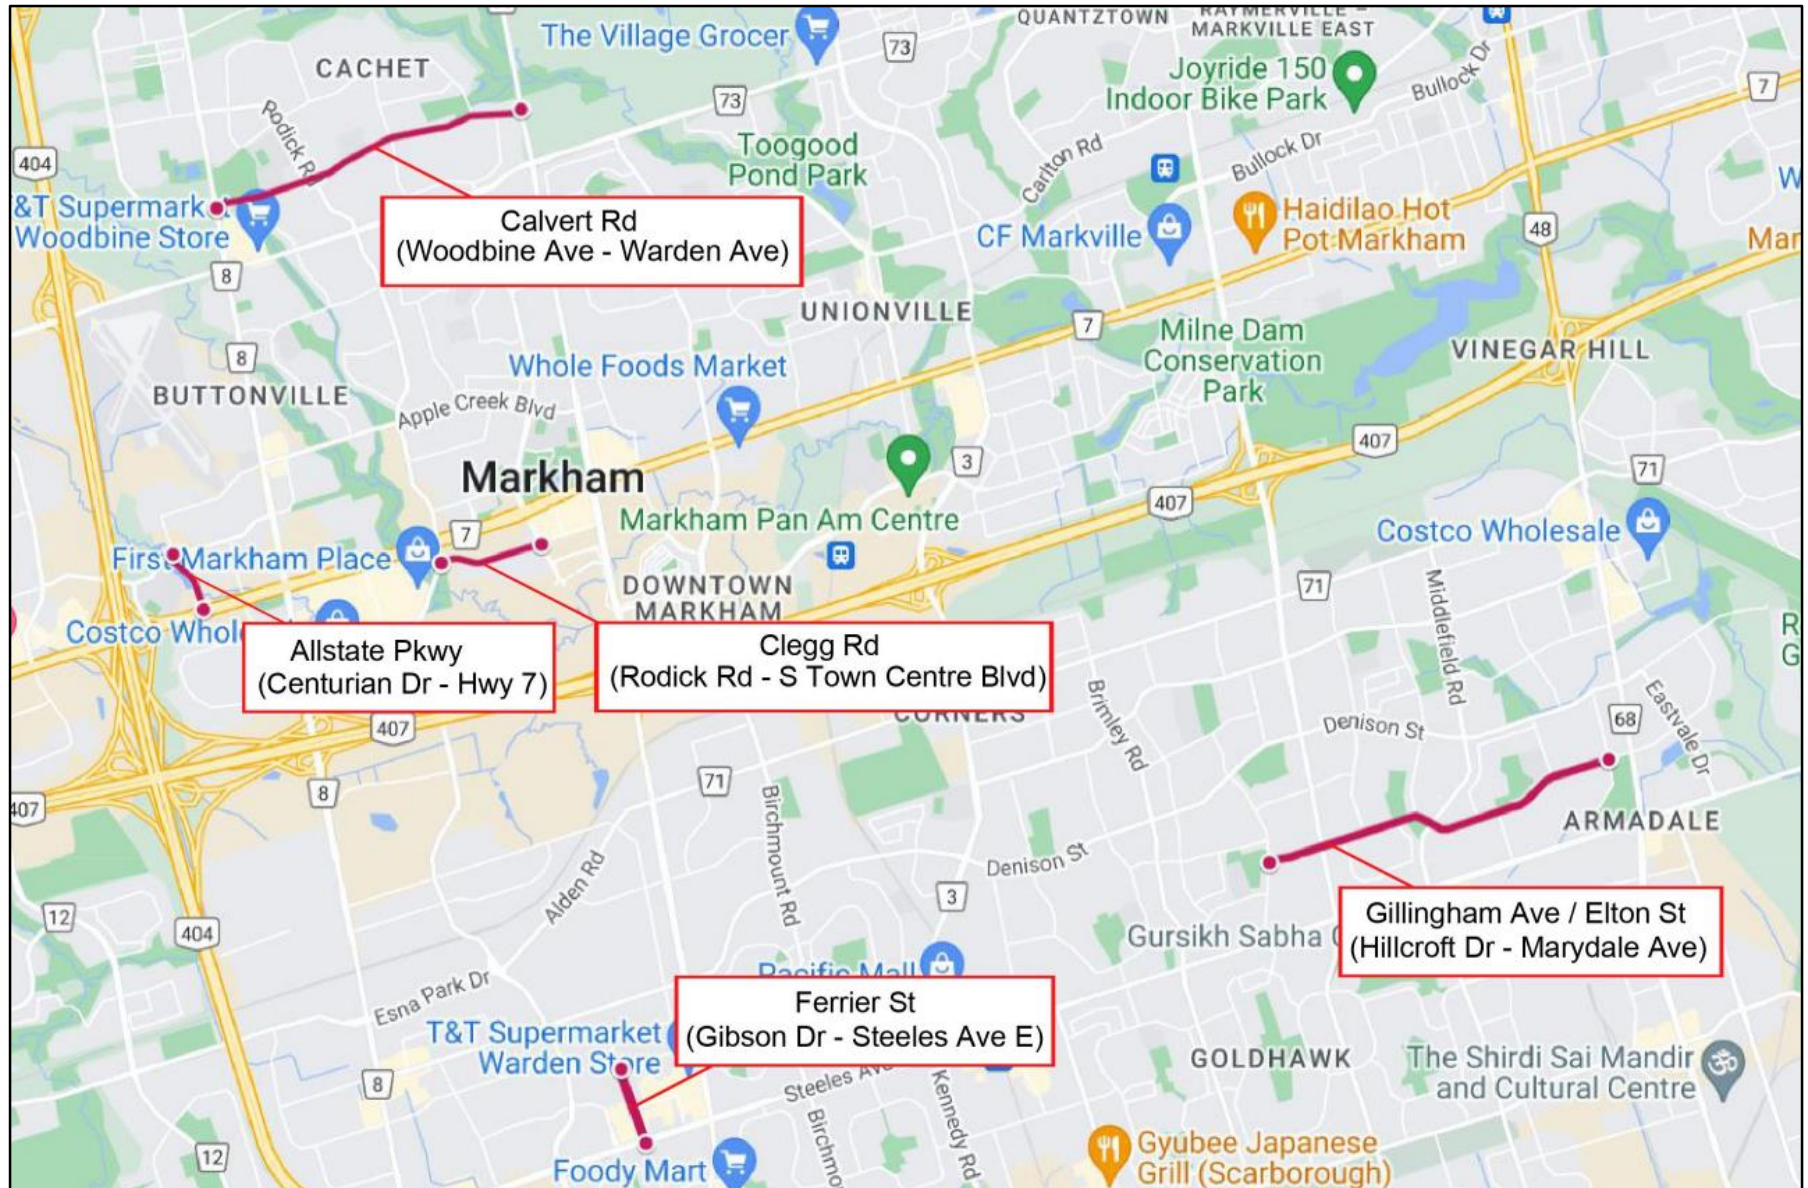 QUANTZTOWN
RAYMERVILLE –
MARKVILLE EAST
The Village Grocer
73
CACHET
Joyride 150
Indoor Bike Park
Bullock Dr
7
73
Rodick Rd
404
Toogood
Pond Park
Carlton Rd
Bullock Dr
Woodbine Store
Calvert Rd
(Woodbine Ave - Warden Ave)
CF Markville
Haidilao Hot
Pot Markham
48
8
UNIONVILLE
7
Milne Dam
Conservation
Park
VINEGAR HILL
8
BUTTONVILLE
Whole Foods Market
Apple Creek Blvd
407
Markham
3
71
407
Markham Pan Am Centre
Costco Wholesale
First Markham Place
7
DOWNTOWN
MARKHAM
71
Middlefield Rd
Costco
Allstate Pkwy
(Centurian Dr - Hwy 7)
Clegg Rd
(Rodick Rd - S Town Centre Blvd)
CORNERS
Brimley Rd
Denison St
68
Eastvale Dr
407
71
8
407
Birchmount Rd
ARMADALE
Denison St
Alden Rd
3
12
404
Gursikh Sabha
Gillingham Ave / Elton St
(Hillcroft Dr - Marydale Ave)
Pacific Mall
Esna Park Dr
Ferrier St
(Gibson Dr - Steeles Ave E)
T&T Supermarket
Warden Store
8
Steeles Ave
Kennedy Rd
GOLDHAWK
The Shirdi Sai Mandir
and Cultural Centre
12
Foody Mart
Gyubee Japanese
Grill (Scarborough)